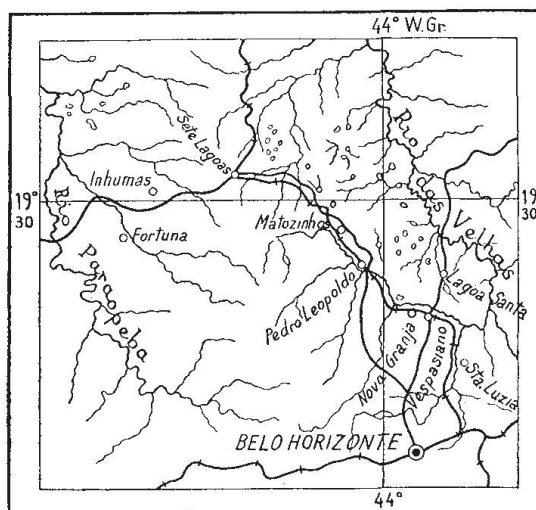 44° W.Gr.
Sete Lagoas
Rio das Velhas
Inhumas
19°
30
19°
30
Rio Paraopeba
Matozinhos
Fortuna
Lagoa Santa
Pedro Leopoldo
Nova Granja
Vespasiano
Sta. Luzia
BELO HORIZONTE
44°